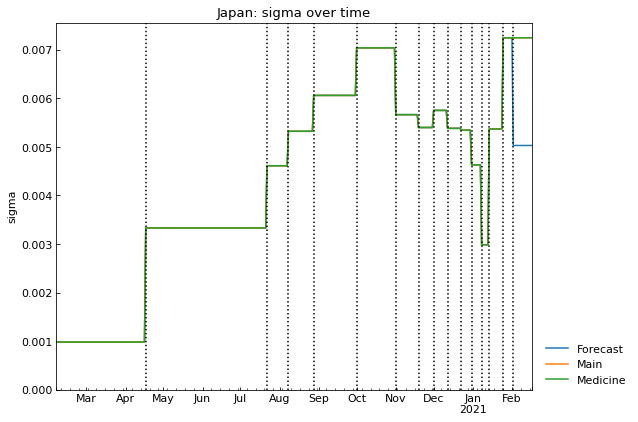 Japan: sigma over time
0.007
0.006
0.005
0.004
0.003
0.002
0.001
0.000
sigma
Mar Apr May Jun Jul Aug Sep Oct Nov Dec Jan Feb
2021
Forecast
Main
Medicine